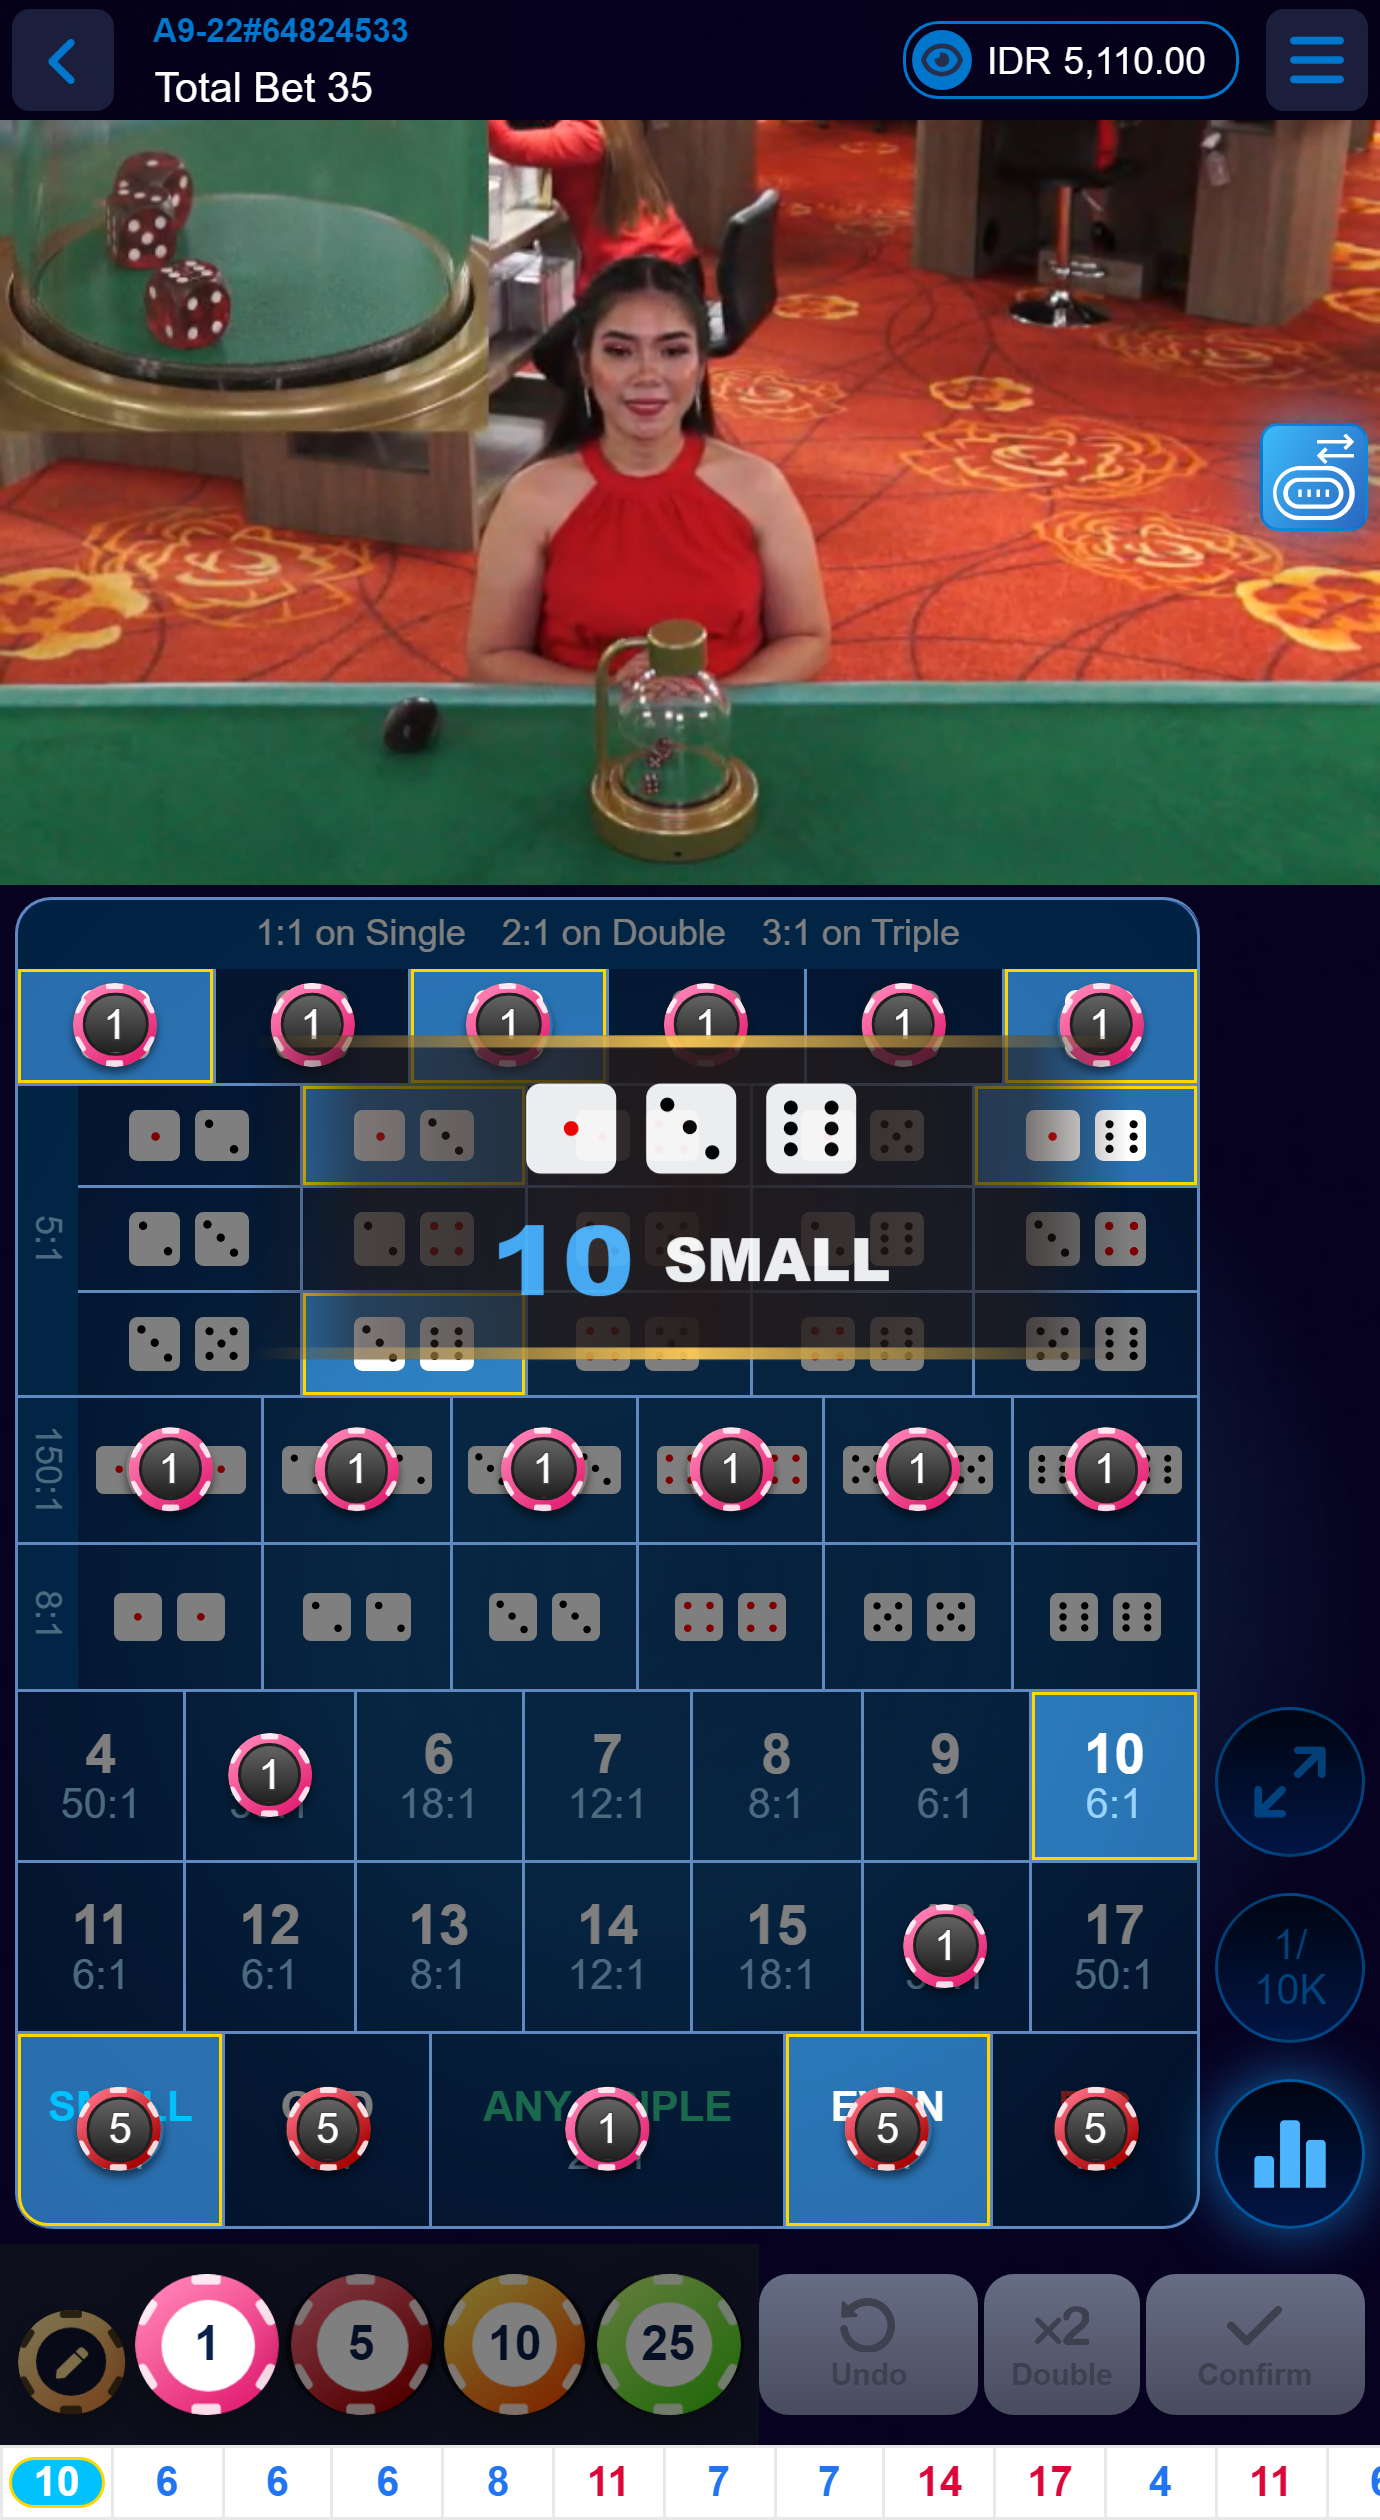 A9-22#64824533
Total Bet 35
IDR 5,110.00
1:1 on Single 2:1 on Double 3:1 on Triple
1 1 1 1 1 1
5:1
10 SMALL
150:1
1 1 1 1 1 1
8:1
4 1 6 7 8 9 10
50:1 18:1 12:1 8:1 6:1 6:1
11 12 13 14 15 1 17
6:1 6:1 8:1 12:1 18:1 50:1
1/
10K
5 5 1 5 5
1 5 10 25
Undo x2 Double Confirm
10 6 6 6 8 11 7 7 14 17 4 11